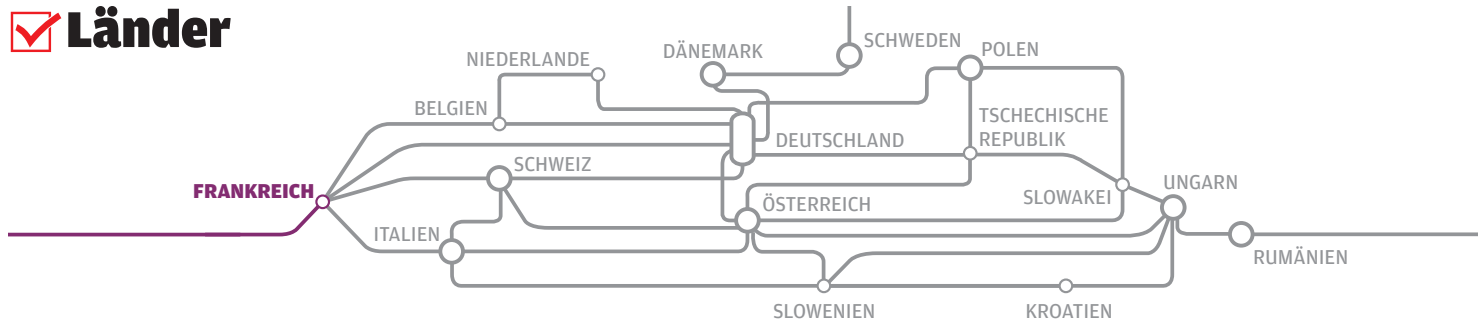 Länder
NIEDERLANDE
DÄNEMARK
SCHWEDEN
POLEN
BELGIEN
TSCHECHISCHE
REPUBLIK
DEUTSCHLAND
SCHWEIZ
FRANKREICH
UNGARN
SLOWAKEI
ÖSTERREICH
ITALIEN
RUMÄNIEN
SLOWENIEN
KROATIEN